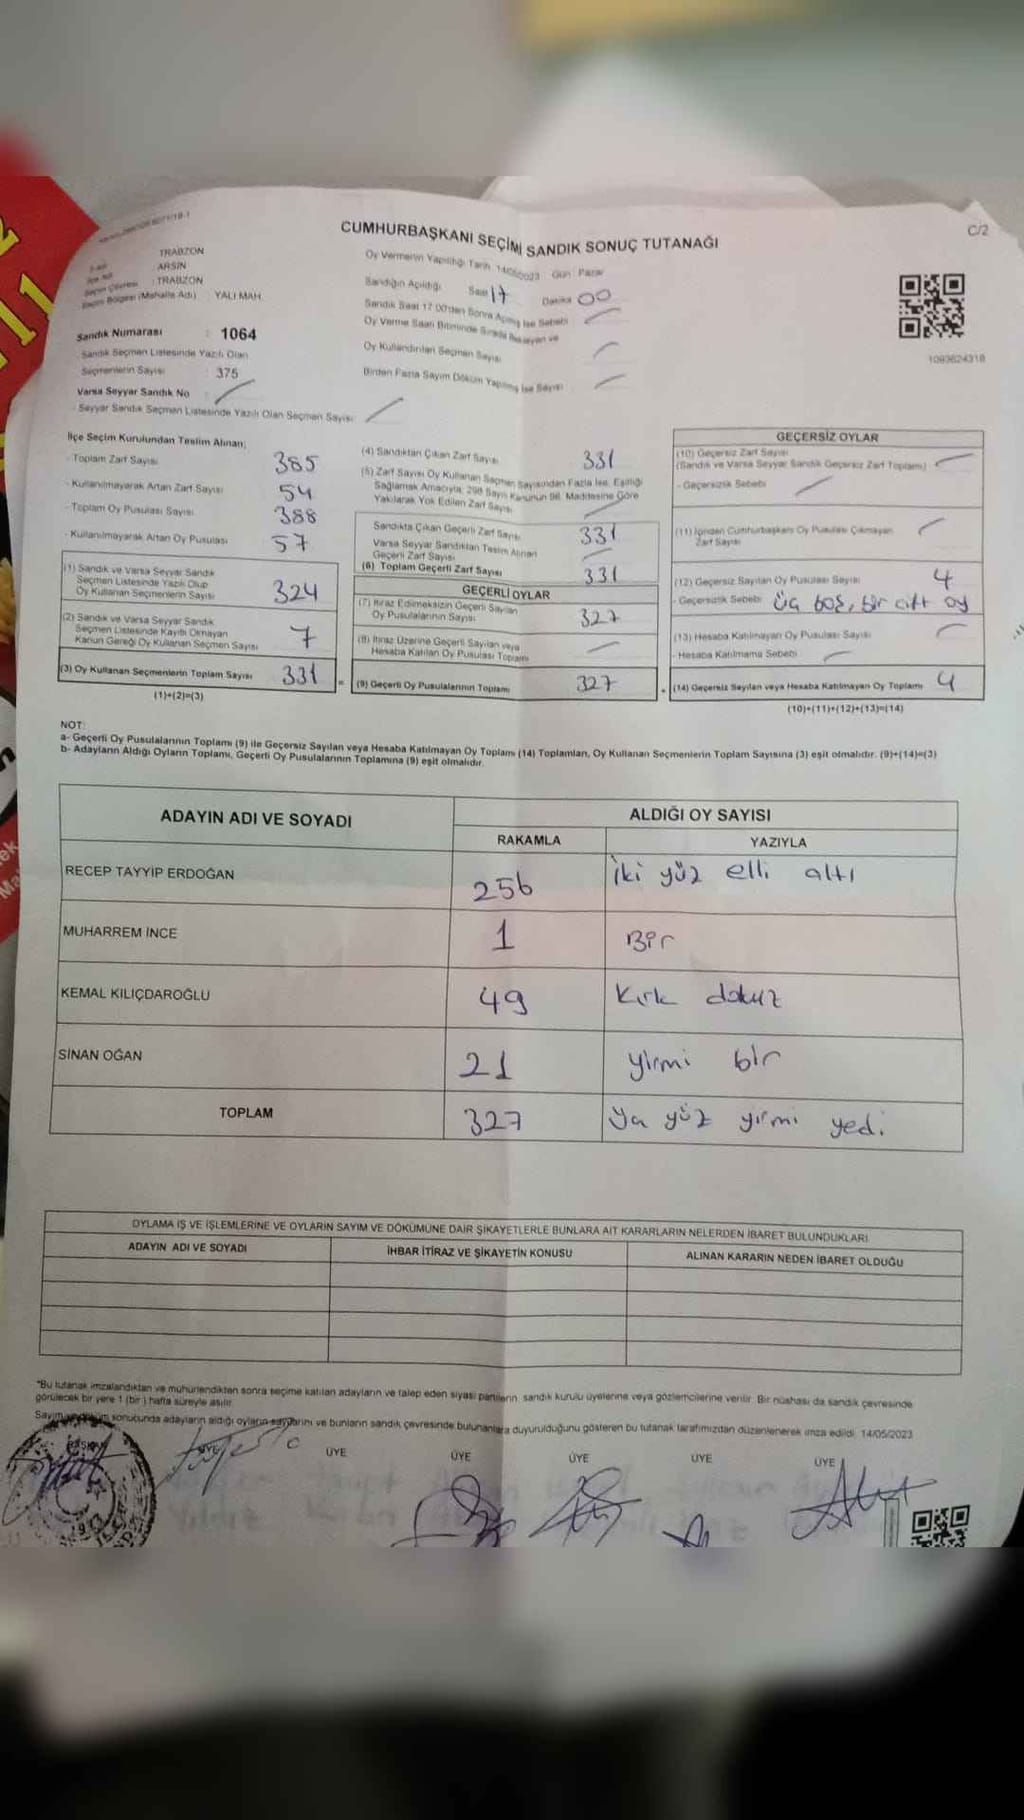 CUMHURBAŞKANI SEÇİMİ SANDIK SONUÇ TUTANAĞI
C/2
TRABZON
ARSİN
Seçim Çevresi : TRABZON
Seçim Bölgesi (Mahalle Adı) YALI MAH.
Oy Vermenin Yapıldığı Tarih 14/05/2023 Gün Pazar
Sandığın Açıldığı Saat 17 Dakika 00
Sandık Saat 17.00'den Sonra Açılmış İse Sebebi
Oy Verme Saati Bitiminde Sırada Bekleyen ve
Oy Kullandırılan Seçmen Sayısı
Birden Fazla Sayım Döküm Yapılmış İse Sayısı
1093624318
Sandık Numarası : 1064
Sandık Seçmen Listesinde Yazılı Olan
Seçmenlerin Sayısı : 375
Varsa Seyyar Sandık No
- Seyyar Sandık Seçmen Listesinde Yazılı Olan Seçmen Sayısı
İlçe Seçim Kurulundan Teslim Alınan;
- Toplam Zarf Sayısı 385
- Kullanılmayarak Artan Zarf Sayısı 54
- Toplam Oy Pusulası Sayısı 388
- Kullanılmayarak Artan Oy Pusulası 57
(1) Sandık ve Varsa Seyyar Sandık
Seçmen Listesinde Yazılı Olup
Oy Kullanan Seçmenlerin Sayısı 324
(2) Sandık ve Varsa Seyyar Sandık
Seçmen Listesinde Kaydı Olmayan
Kanun Gereği Oy Kullanan Seçmen Sayısı 7
(3) Oy Kullanan Seçmenlerin Toplam Sayısı 331 =
(1)+(2)=(3)
(4) Sandıktan Çıkan Zarf Sayısı 331
(5) Zarf Sayısı Oy Kullanan Seçmen Sayısından Fazla İse, Eşitliği
Sağlamak Amacıyla, 298 Sayılı Kanunun 98. Maddesine Göre
Yakılarak Yok Edilen Zarf Sayısı
Sandıkta Çıkan Geçerli Zarf Sayısı 331
Varsa Seyyar Sandıktan Teslim Alınan
Geçerli Zarf Sayısı
(6) Toplam Geçerli Zarf Sayısı 331
GEÇERLİ OYLAR
(7) İtiraz Edilmeksizin Geçerli Sayılan
Oy Pusulalarının Sayısı 327
(8) İtiraz Üzerine Geçerli Sayılan veya
Hesaba Katılan Oy Pusulası Toplamı
(9) Geçerli Oy Pusulalarının Toplamı 327 +
GEÇERSİZ OYLAR
(10) Geçersiz Zarf Sayısı
(Sandık ve Varsa Seyyar Sandık Geçersiz Zarf Toplamı)
- Geçersizlik Sebebi
(11) İçinden Cumhurbaşkanı Oy Pusulası Çıkmayan
Zarf Sayısı
(12) Geçersiz Sayılan Oy Pusulası Sayısı 4
- Geçersizlik Sebebi Üç boş, bir çift oy
(13) Hesaba Katılmayan Oy Pusulası Sayısı
- Hesaba Katılmama Sebebi
(14) Geçersiz Sayılan veya Hesaba Katılmayan Oy Toplamı 4
(10)+(11)+(12)+(13)=(14)
NOT:
a- Geçerli Oy Pusulalarının Toplamı (9) ile Geçersiz Sayılan veya Hesaba Katılmayan Oy Toplamı (14) Toplamları, Oy Kullanan Seçmenlerin Toplam Sayısına (3) eşit olmalıdır. (9)+(14)=(3)
b- Adayların Aldığı Oyların Toplamı, Geçerli Oy Pusulalarının Toplamına (9) eşit olmalıdır.
ADAYIN ADI VE SOYADI ALDIĞI OY SAYISI
RAKAMLA YAZIYLA
RECEP TAYYİP ERDOĞAN 256 İki yüz elli altı
MUHARREM İNCE 1 Bir
KEMAL KILIÇDAROĞLU 49 Kırk dokuz
SİNAN OĞAN 21 yirmi bir
TOPLAM 327 yüz yirmi yedi
OYLAMA İŞ VE İŞLEMLERİNE VE OYLARIN SAYIM VE DÖKÜMÜNE DAİR ŞİKAYETLERLE BUNLARA AİT KARARLARIN NELERDEN İBARET BULUNDUKLARI
ADAYIN ADI VE SOYADI İHBAR İTİRAZ VE ŞİKAYETİN KONUSU ALINAN KARARIN NEDEN İBARET OLDUĞU
*Bu tutanak imzalandıktan ve mühürlendikten sonra seçime katılan adayların ve talep eden siyasi partilerin sandık kurulu üyelerine veya gözlemcilerine verilir. Bir nüshası da sandık çevresinde
görülecek bir yere 1 (bir) hafta süreyle asılır.
Sayım ve döküm sonucunda adayların aldığı oyların sayılarını ve bunların sandık çevresinde bulunanlara duyurulduğunu gösteren bu tutanak tarafımızdan düzenlenerek imza edildi. 14/05/2023
BAŞKAN ÜYE ÜYE ÜYE ÜYE ÜYE ÜYE